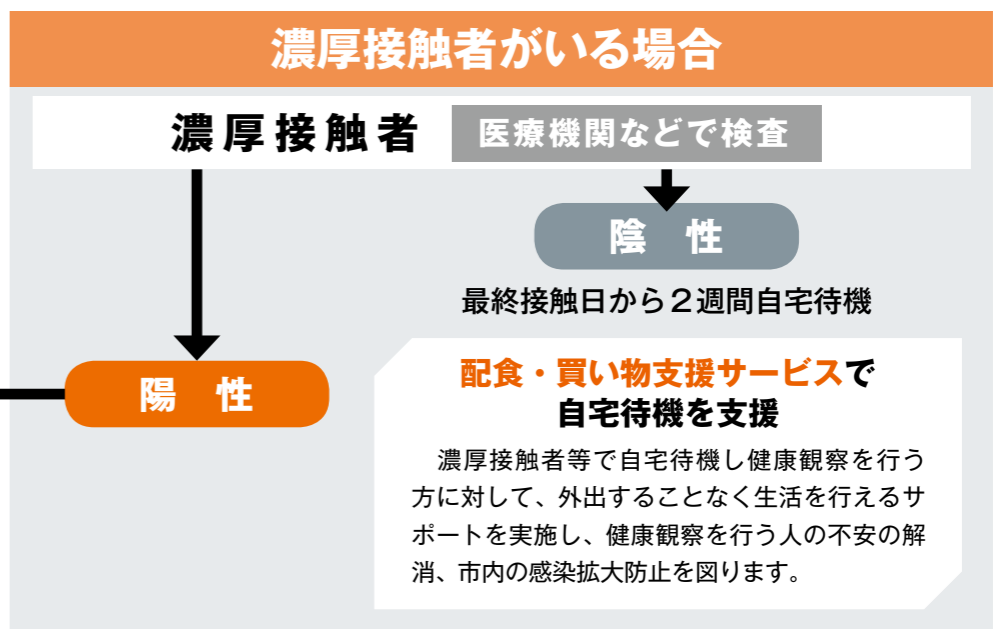 濃厚接触者がいる場合
濃厚接触者 医療機関などで検査
陰　性
最終接触日から２週間自宅待機
陽　性
配食・買い物支援サービスで
自宅待機を支援
　濃厚接触者等で自宅待機し健康観察を行う
方に対して、外出することなく生活を行えるサ
ポートを実施し、健康観察を行う人の不安の解
消、市内の感染拡大防止を図ります。